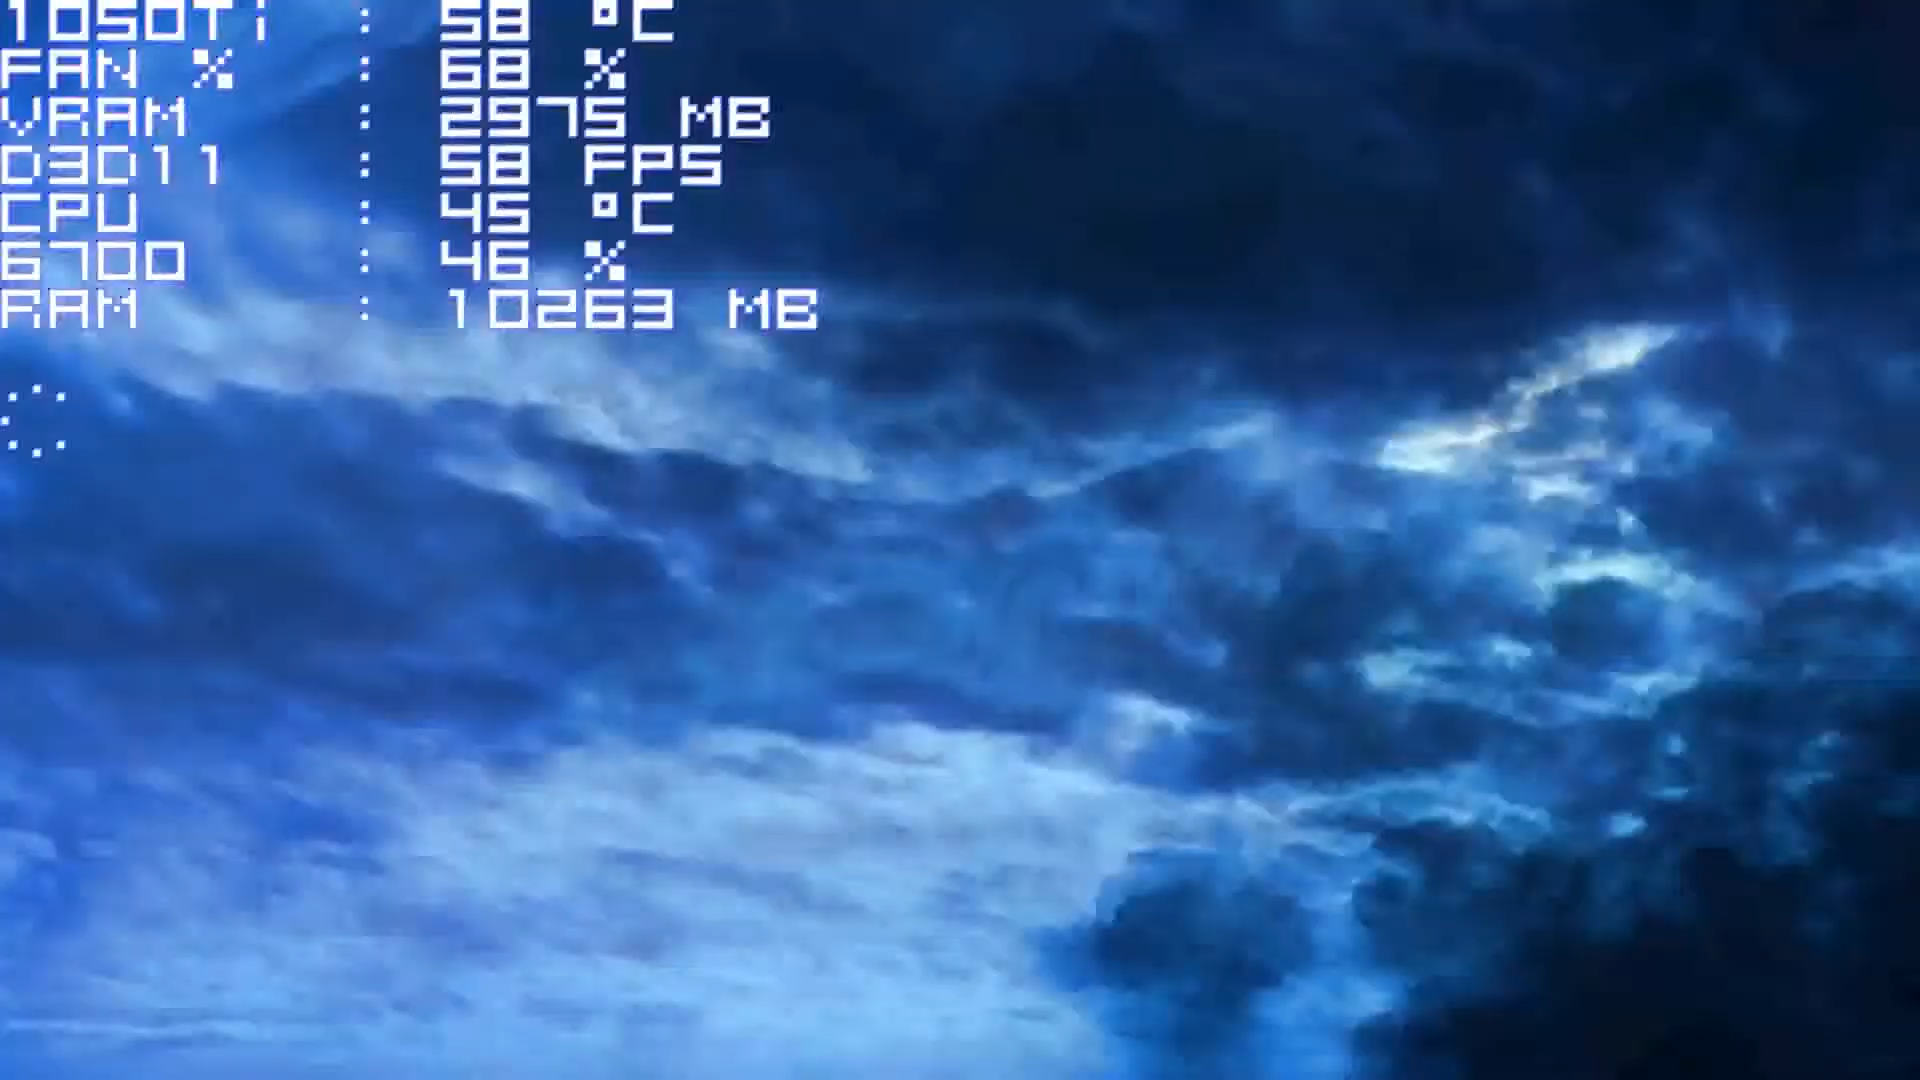 1050Ti : 58 °C
FAN % : 68 %
VRAM : 2975 MB
D3D11 : 58 FPS
CPU : 45 °C
6700 : 46 %
RAM : 10263 MB